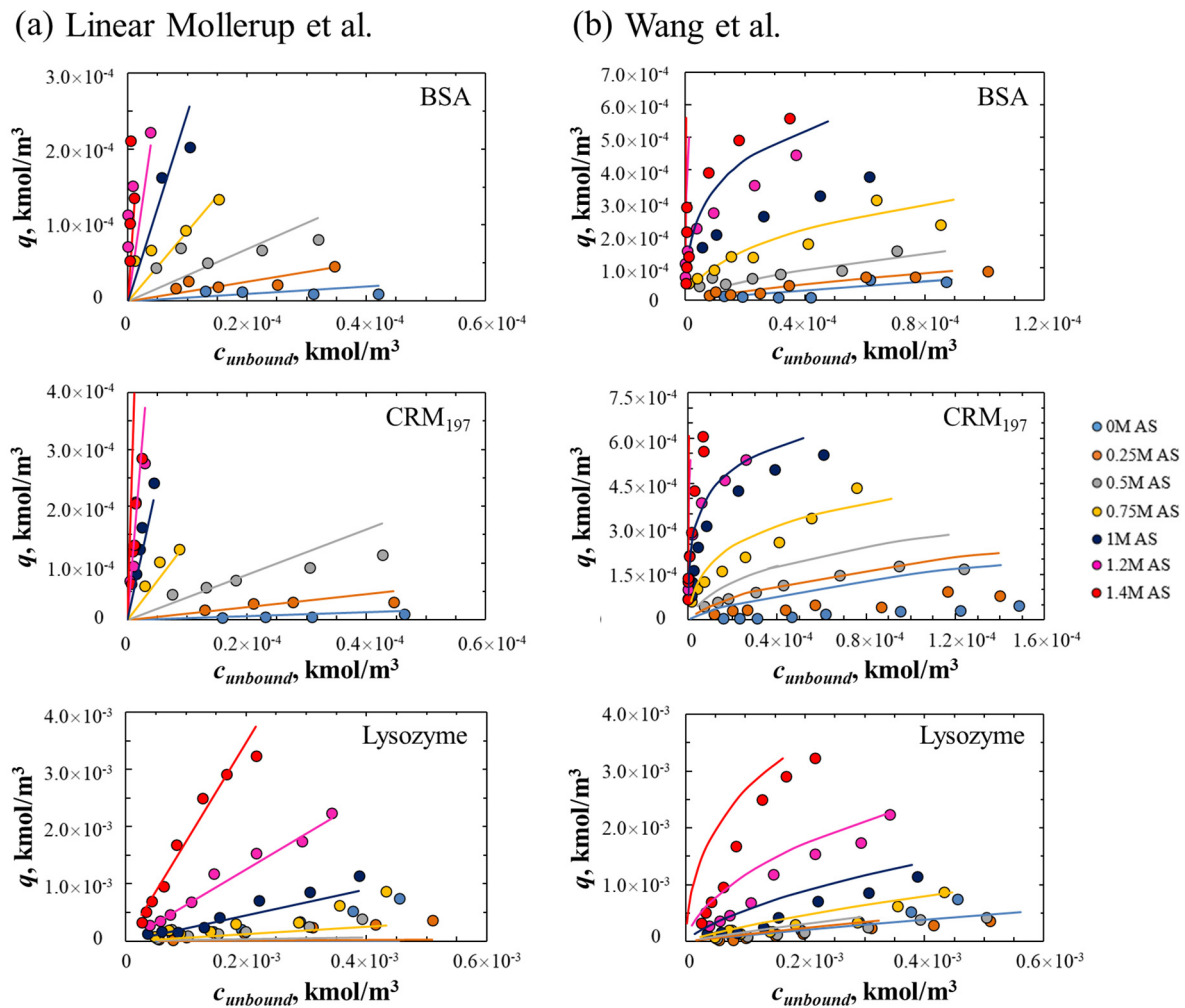 (a) Linear Mollerup et al.
(b) Wang et al.
3.0×10⁻⁴
2.0×10⁻⁴
1.0×10⁻⁴
0
q, kmol/m³
BSA
0
0.2×10⁻⁴
0.4×10⁻⁴
0.6×10⁻⁴
c_unbound, kmol/m³
7.0×10⁻⁴
6.0×10⁻⁴
5.0×10⁻⁴
4.0×10⁻⁴
3.0×10⁻⁴
2.0×10⁻⁴
1.0×10⁻⁴
0
q, kmol/m³
BSA
0
0.4×10⁻⁴
0.8×10⁻⁴
1.2×10⁻⁴
c_unbound, kmol/m³
4.0×10⁻⁴
3.0×10⁻⁴
2.0×10⁻⁴
1.0×10⁻⁴
0
q, kmol/m³
CRM₁₉₇
0
0.2×10⁻⁴
0.4×10⁻⁴
0.6×10⁻⁴
c_unbound, kmol/m³
7.5×10⁻⁴
6.0×10⁻⁴
4.5×10⁻⁴
3.0×10⁻⁴
1.5×10⁻⁴
0
q, kmol/m³
CRM₁₉₇
0
0.4×10⁻⁴
0.8×10⁻⁴
1.2×10⁻⁴
1.6×10⁻⁴
c_unbound, kmol/m³
0M AS
0.25M AS
0.5M AS
0.75M AS
1M AS
1.2M AS
1.4M AS
4.0×10⁻³
3.0×10⁻³
2.0×10⁻³
1.0×10⁻³
0
q, kmol/m³
Lysozyme
0
0.2×10⁻³
0.4×10⁻³
0.6×10⁻³
c_unbound, kmol/m³
4.0×10⁻³
3.0×10⁻³
2.0×10⁻³
1.0×10⁻³
0
q, kmol/m³
Lysozyme
0
0.2×10⁻³
0.4×10⁻³
0.6×10⁻³
c_unbound, kmol/m³